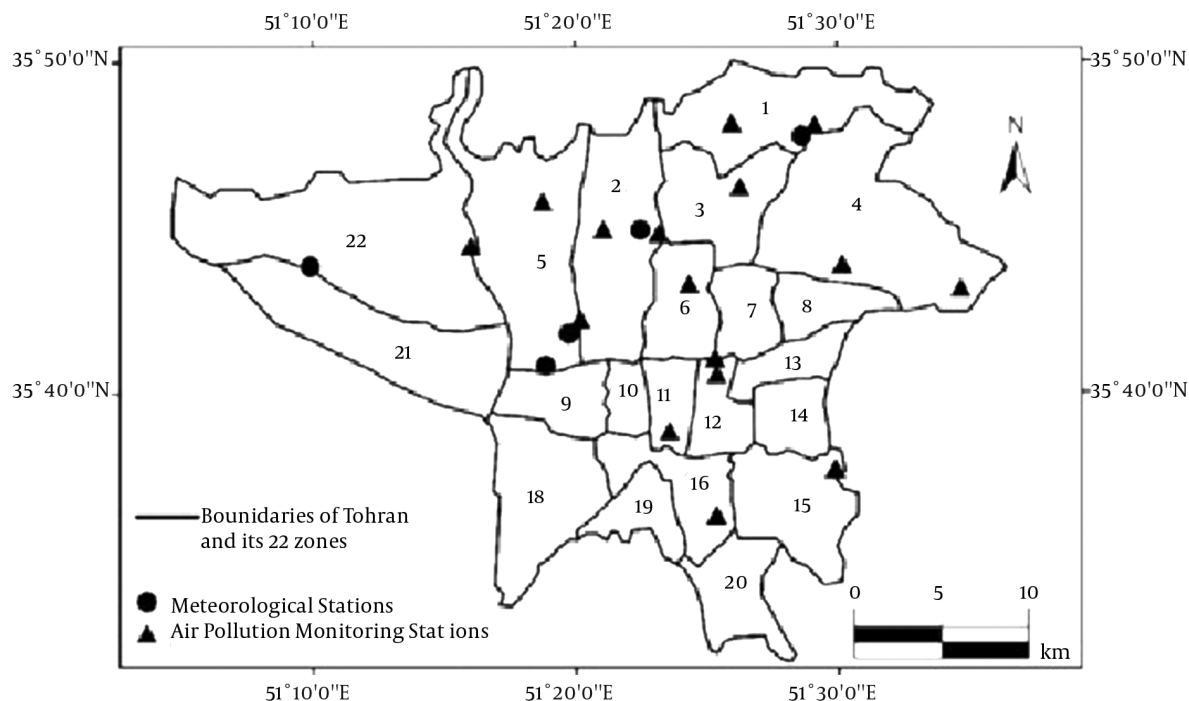 51˚10'0"E 51˚20'0"E 51˚30'0"E
35˚50'0"N 35˚50'0"N
1
N
2
3
4
22
5
6
7
8
21
13
35˚40'0"N 35˚40'0"N
9
10
11
12
14
16
18
19
15
Bounidaries of Tohran
and its 22 zones
20
0 5 10
Meteorological Stations
Air Pollution Monitoring Stat ions
km
51˚10'0"E 51˚20'0"E 51˚30'0"E